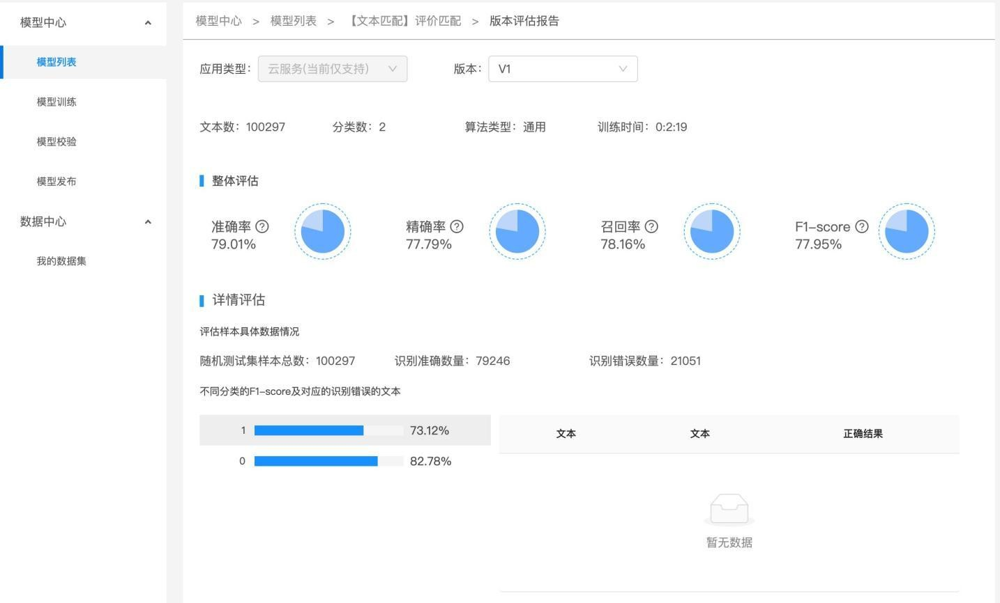 模型中心
模型列表
模型训练
模型校验
模型发布
数据中心
我的数据集
模型中心 > 模型列表 > 【文本匹配】评价匹配 > 版本评估报告
应用类型： 云服务(当前仅支持) 版本： V1
文本数：100297 分类数：2 算法类型：通用 训练时间：0:2:19
整体评估
准确率 ?
79.01%
精确率 ?
77.79%
召回率 ?
78.16%
F1-score ?
77.95%
详情评估
评估样本具体数据情况
随机测试集样本总数：100297 识别准确数量：79246 识别错误数量：21051
不同分类的F1-score及对应的识别错误的文本
1 73.12%
0 82.78%
文本 文本 正确结果
暂无数据